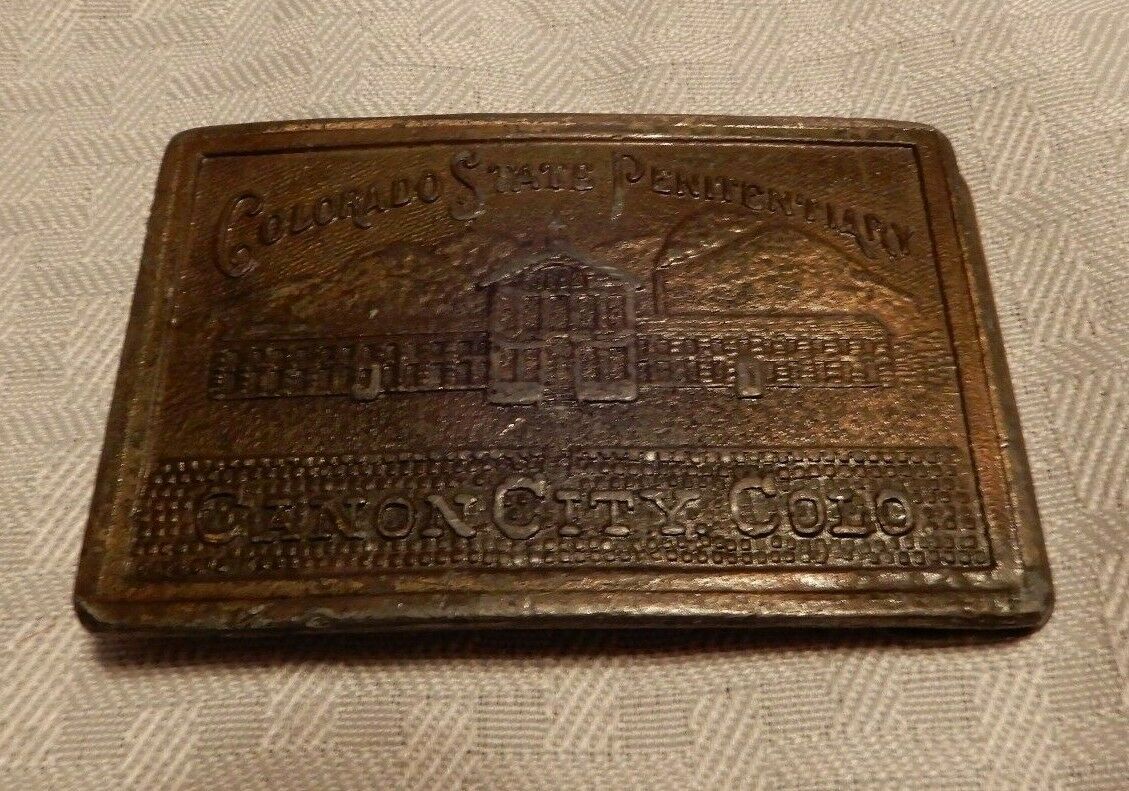 COLORADO STATE PENITENTIARY
CANON CITY. COLO